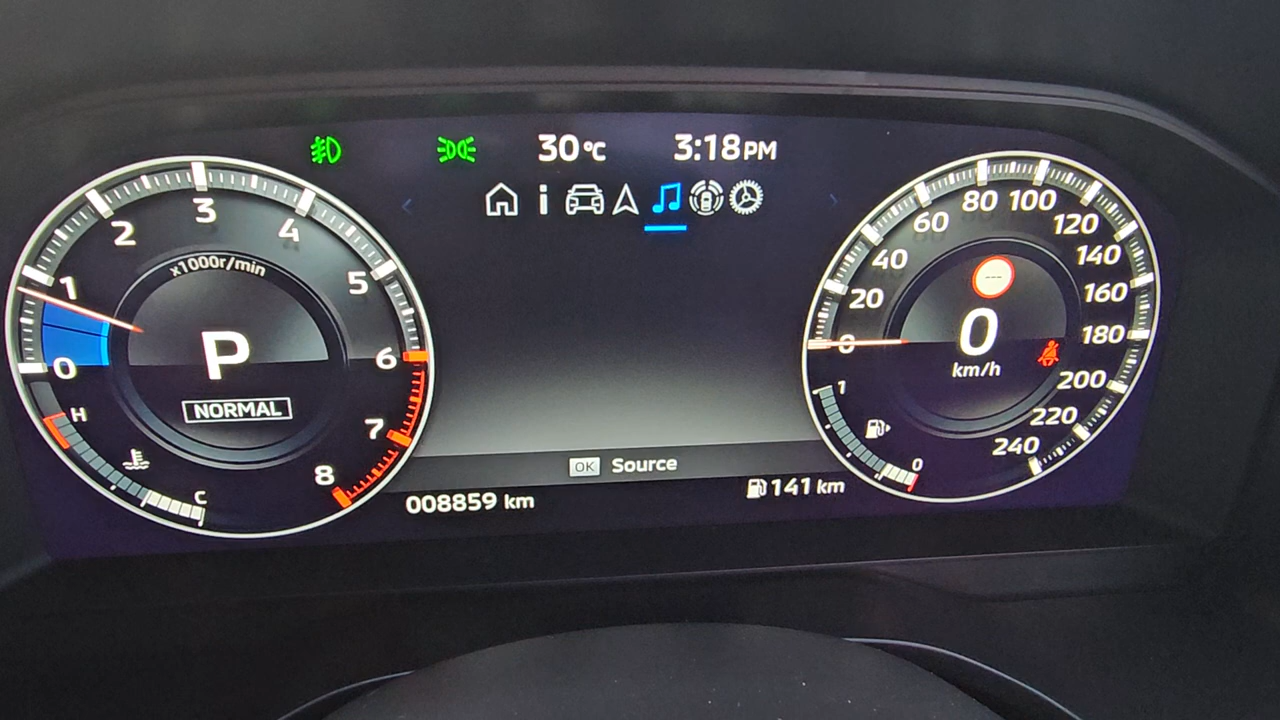 30°C 3:18PM
0 1 2 3 4 5 6 7 8
x1000r/min
P
NORMAL
H
C
OK Source
008859 km
141 km
0 20 40 60 80 100 120 140 160 180 200 220 240
---
0
km/h
1
0